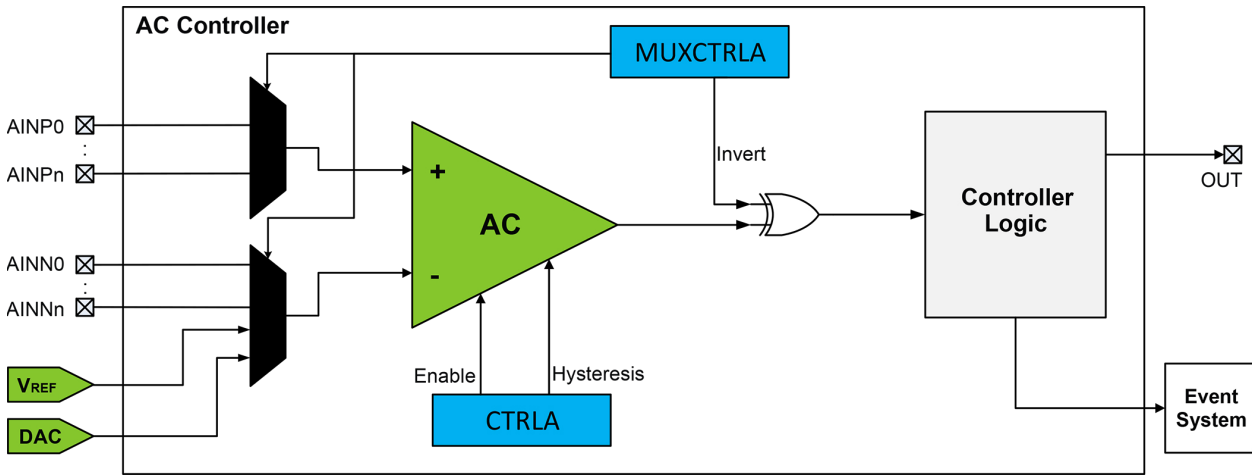 AC Controller
MUXCTRLA
AINP0
:
AINPn
Invert
+
AC
-
OUT
Controller
Logic
AINN0
:
AINNn
VREF
DAC
Enable
Hysteresis
CTRLA
Event
System